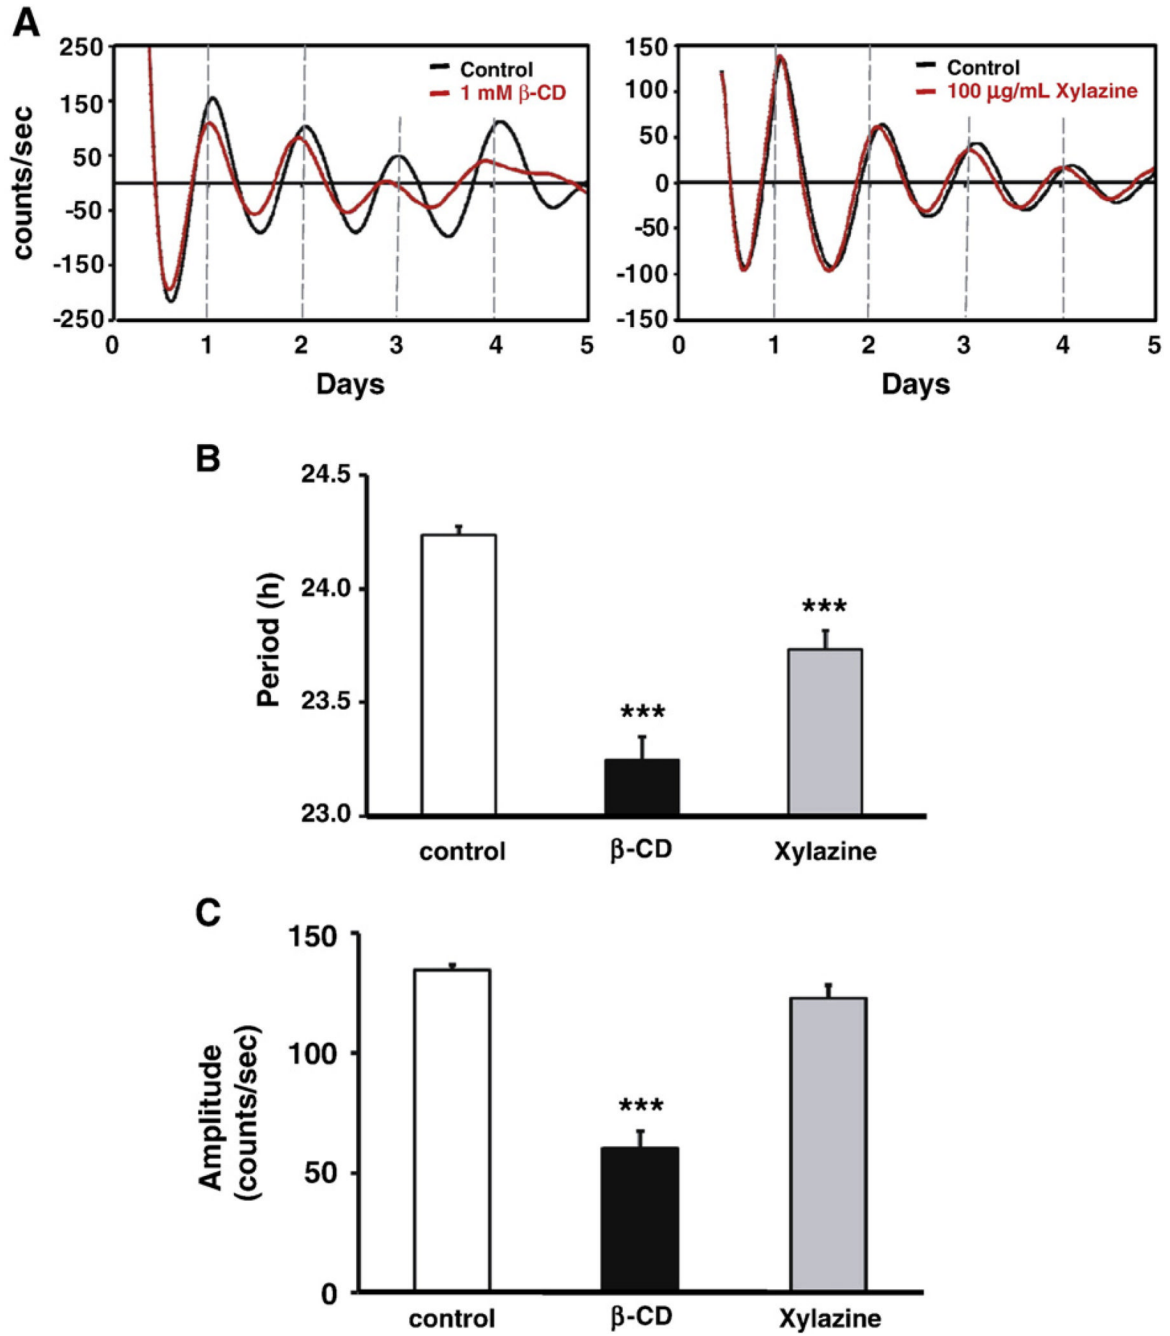 A
counts/sec
250
150
50
-50
-150
-250
Control
1 mM β-CD
0 1 2 3 4 5
Days
150
100
50
0
-50
-100
-150
Control
100 µg/mL Xylazine
0 1 2 3 4 5
Days
B
Period (h)
24.5
24.0
23.5
23.0
***
***
control β-CD Xylazine
C
Amplitude
(counts/sec)
150
100
50
0
***
control β-CD Xylazine